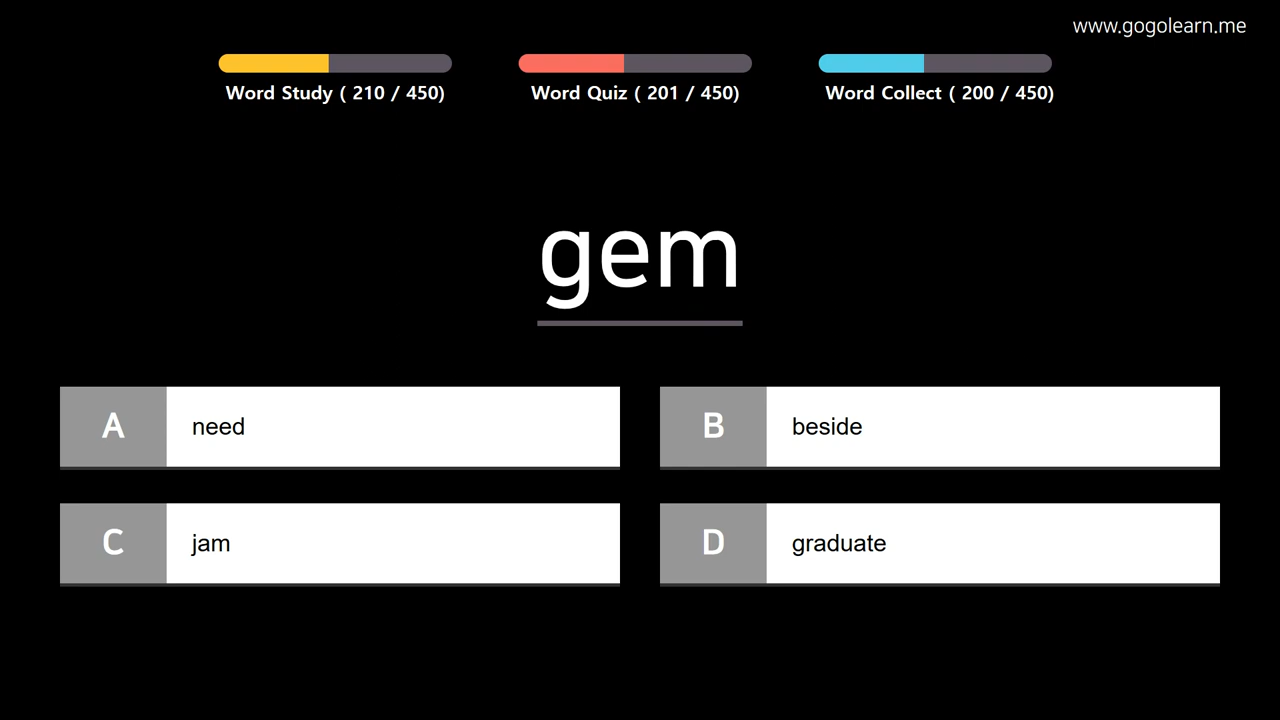 www.gogolearn.me
Word Study ( 210 / 450)
Word Quiz ( 201 / 450)
Word Collect ( 200 / 450)
gem
A need
B beside
C jam
D graduate